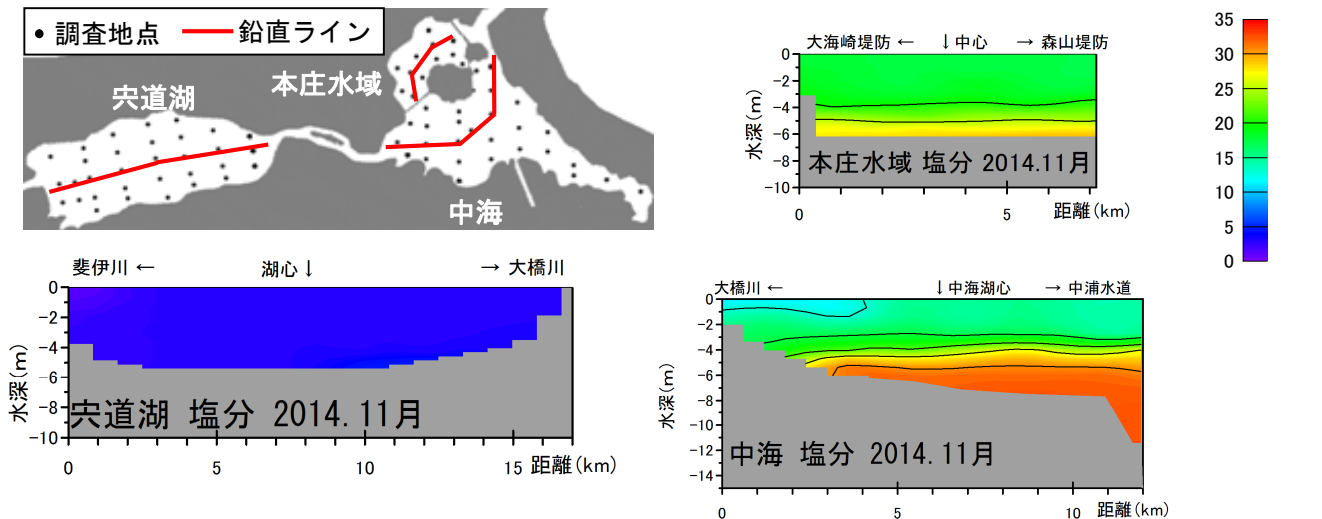 • 調査地点 鉛直ライン
宍道湖
本庄水域
中海
大海崎堤防 ← ↓中心 → 森山堤防
水深(m)
0
-2
-4
-6
-8
-10
本庄水域 塩分 2014.11月
0 5 距離(km)
35
30
25
20
15
10
5
0
斐伊川 ← 湖心↓ → 大橋川
水深(m)
0
-2
-4
-6
-8
-10
宍道湖 塩分 2014.11月
0 5 10 15 距離(km)
大橋川 ← ↓中海湖心 → 中浦水道
水深(m)
0
-2
-4
-6
-8
-10
-12
-14
中海 塩分 2014.11月
0 5 10 距離(km)